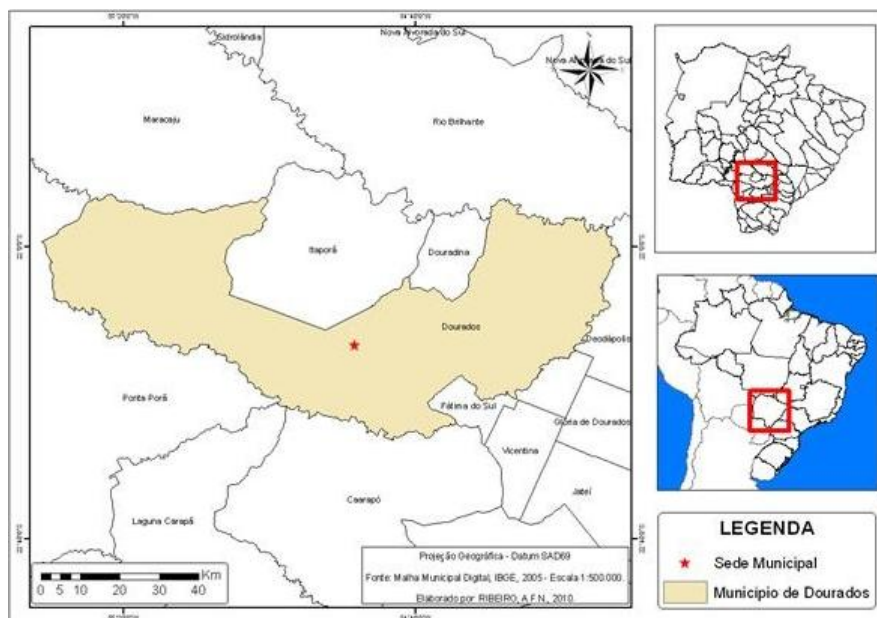 Sidrolândia
Nova Alvorada do Sul
Nova Alvorada do Sul
Maracaju
Rio Brilhante
Itaporã
Douradina
Dourados
Deodápolis
Ponta Porã
Fátima do Sul
Glória de Dourados
Vicentina
Jateí
Caarapó
Laguna Carapã
Km
0 5 10 20 30 40
Projeção Geográfica - Datum SAD69
Fonte: Malha Municipal Digital, IBGE, 2005 - Escala 1:500.000.
Elaborado por RIBEIRO, A.F.N., 2010.
LEGENDA
Sede Municipal
Municipio de Dourados